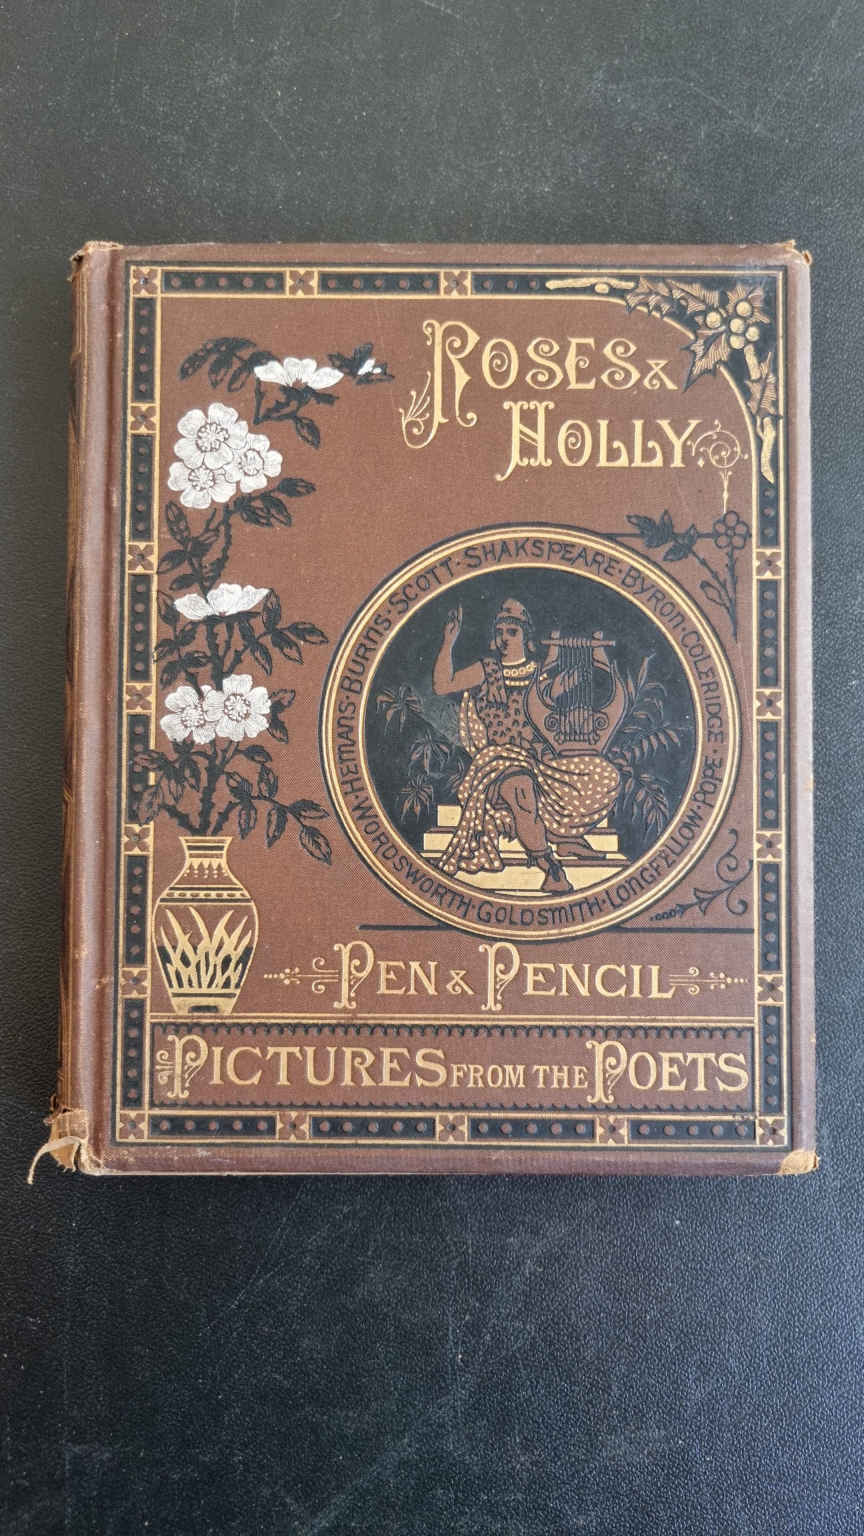 ROSES &
HOLLY
HEMANS · BURNS · SCOTT · SHAKSPEARE · BYRON · COLERIDGE · POPE ·
WORDSWORTH · GOLDSMITH · LONGFELLOW
PEN & PENCIL
PICTURES FROM THE POETS